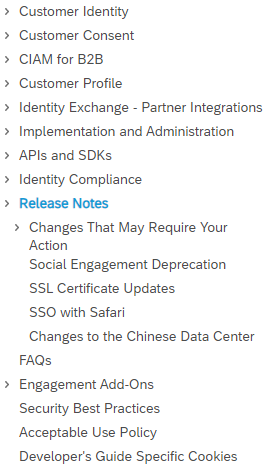 Customer Identity
Customer Consent
CIAM for B2B
Customer Profile
Identity Exchange - Partner Integrations
Implementation and Administration
APIs and SDKs
Identity Compliance
Release Notes
Changes That May Require Your
Action
Social Engagement Deprecation
SSL Certificate Updates
SSO with Safari
Changes to the Chinese Data Center
FAQs
Engagement Add-Ons
Security Best Practices
Acceptable Use Policy
Developer's Guide Specific Cookies